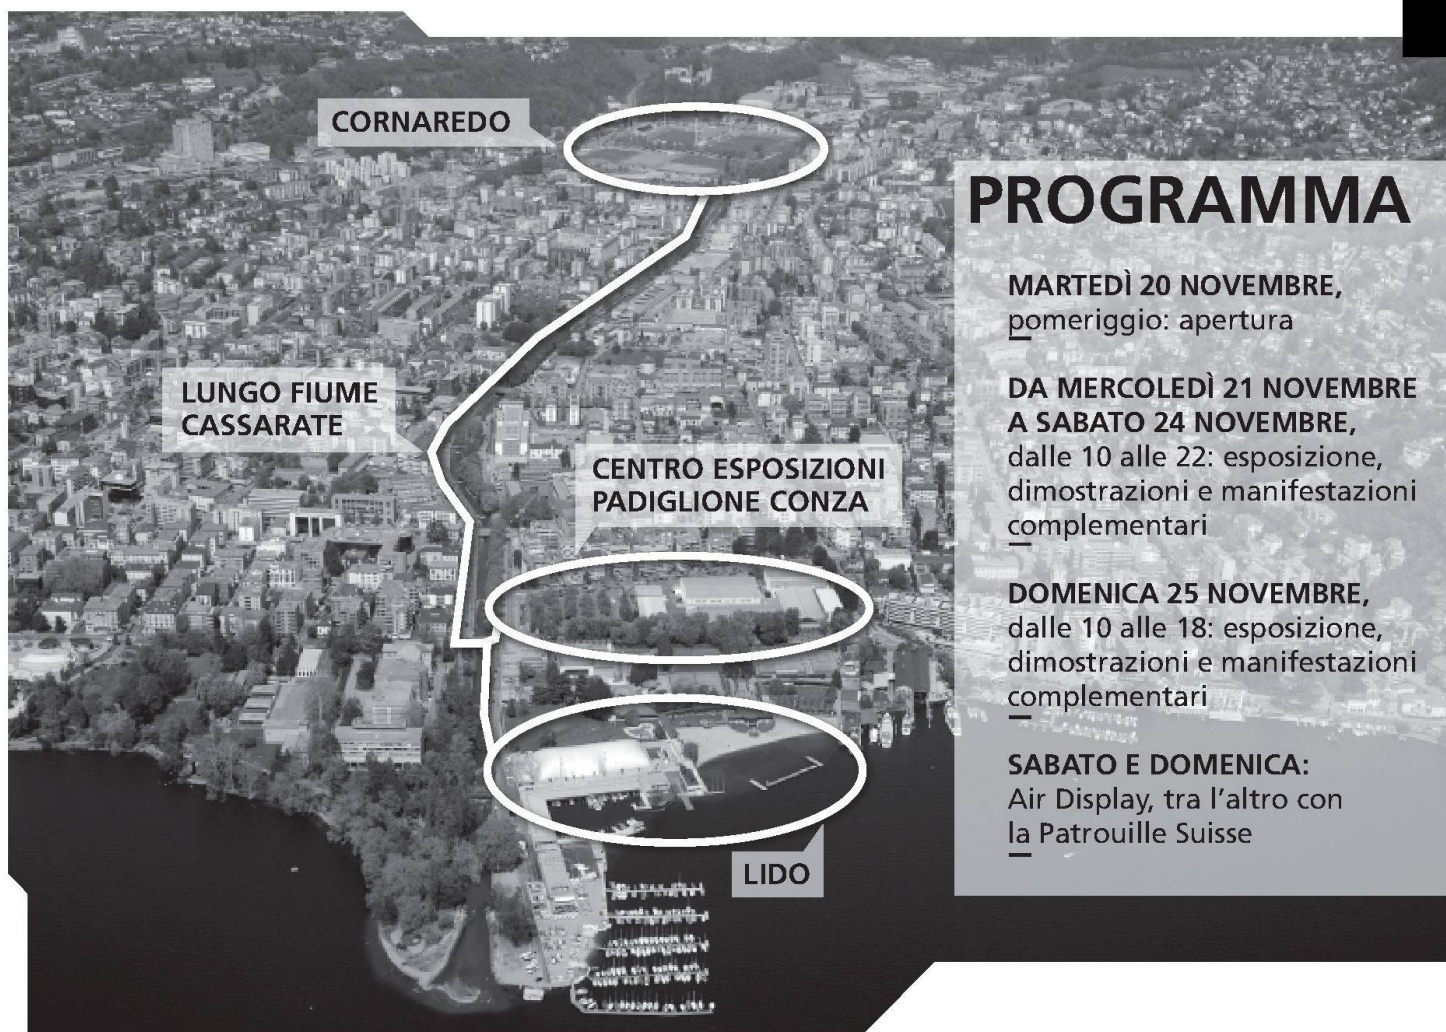 CORNAREDO
LUNGO FIUME
CASSARATE
CENTRO ESPOSIZIONI
PADIGLIONE CONZA
LIDO
PROGRAMMA
MARTEDÌ 20 NOVEMBRE,
pomeriggio: apertura
DA MERCOLEDÌ 21 NOVEMBRE
A SABATO 24 NOVEMBRE,
dalle 10 alle 22: esposizione,
dimostrazioni e manifestazioni
complementari
DOMENICA 25 NOVEMBRE,
dalle 10 alle 18: esposizione,
dimostrazioni e manifestazioni
complementari
SABATO E DOMENICA:
Air Display, tra l'altro con
la Patrouille Suisse